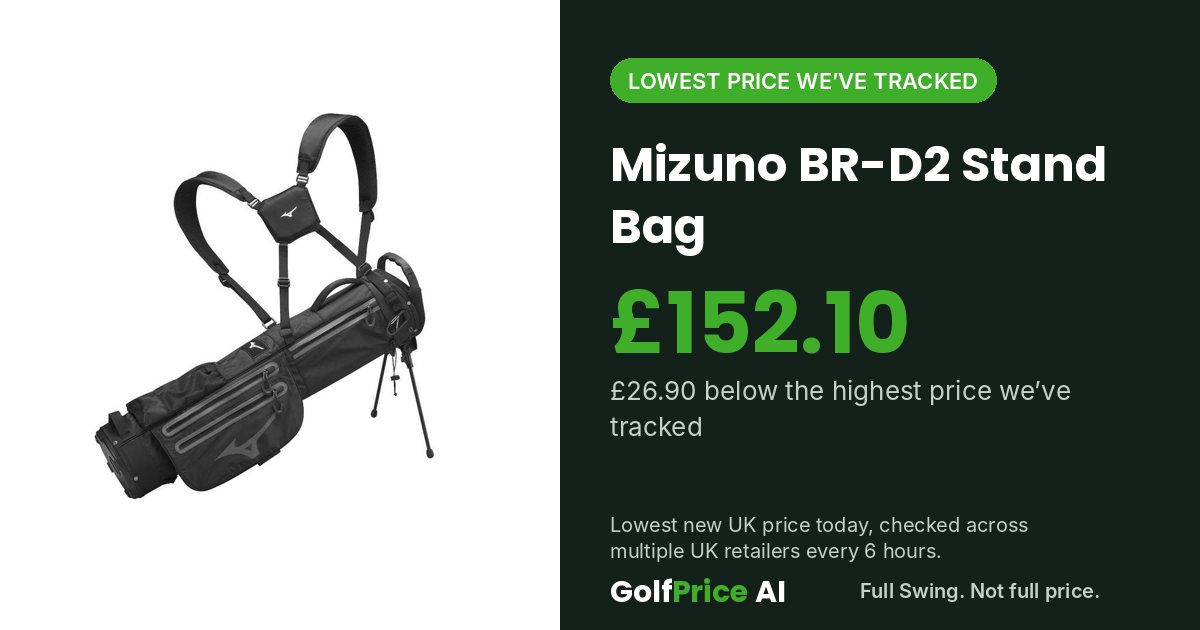 LOWEST PRICE WE’VE TRACKED
Mizuno BR-D2 Stand
Bag
£152.10
£26.90 below the highest price we’ve
tracked
Lowest new UK price today, checked across
multiple UK retailers every 6 hours.
GolfPrice AI
Full Swing. Not full price.